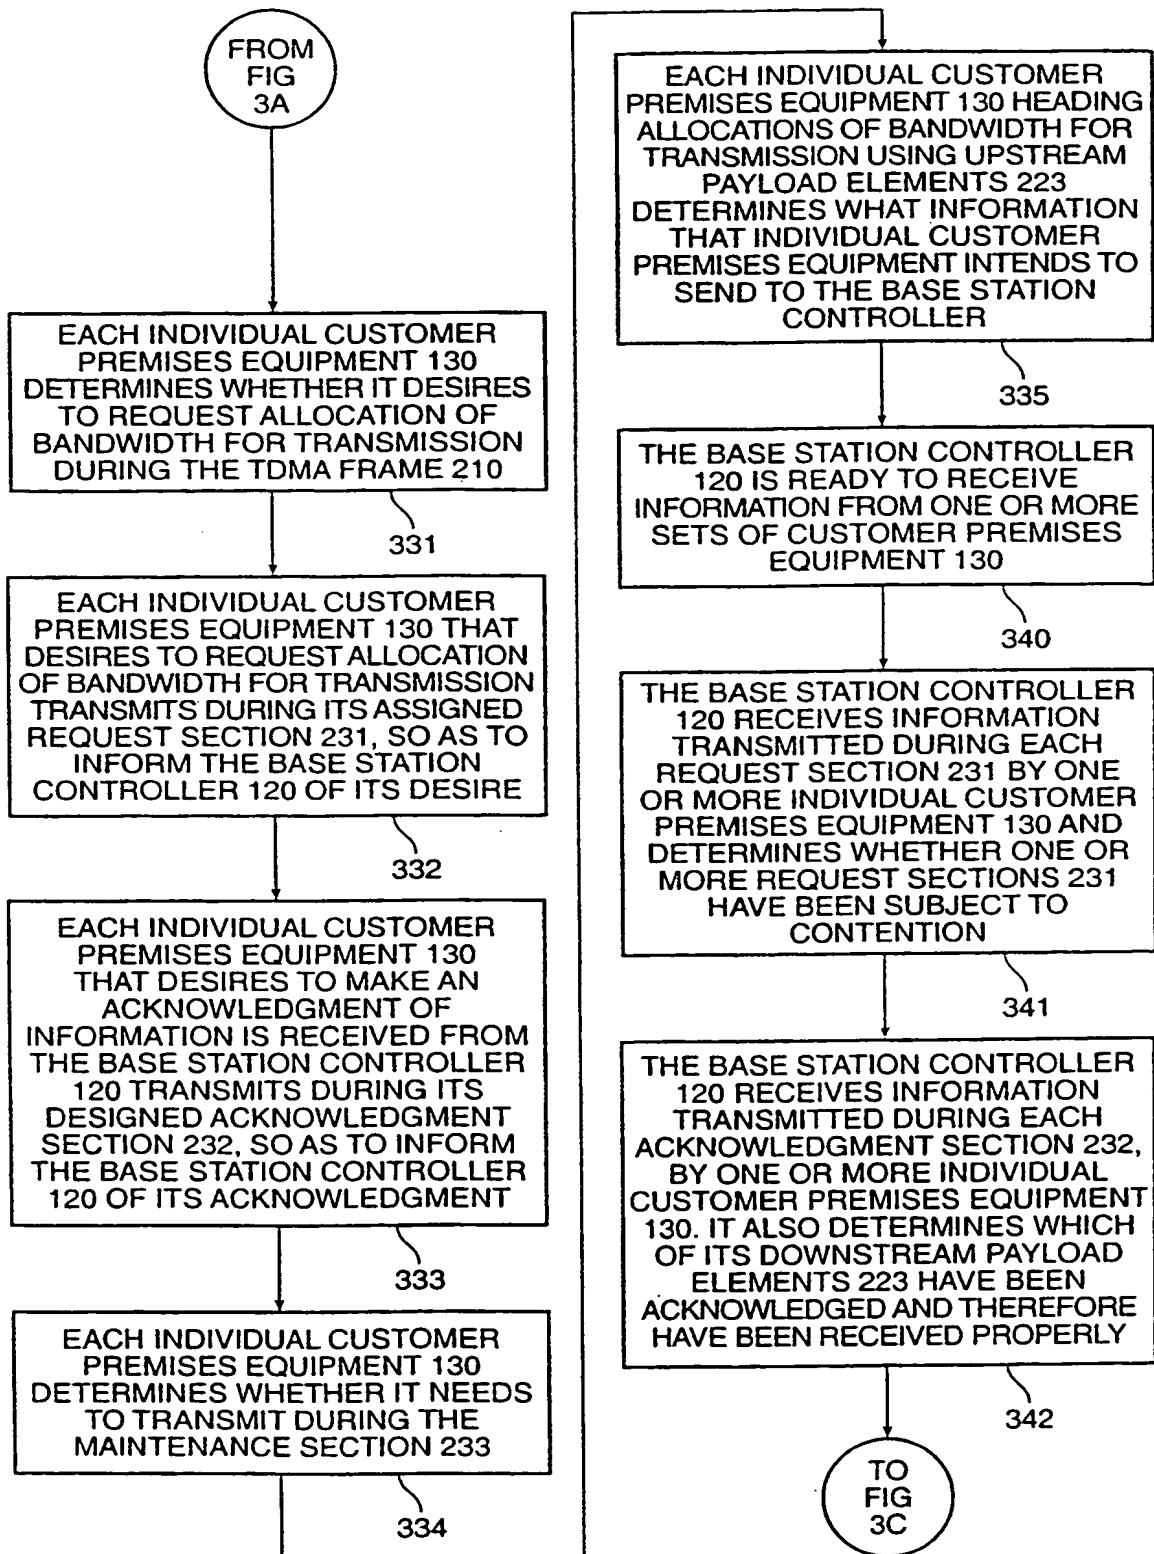 FROM
FIG
3A
EACH INDIVIDUAL CUSTOMER
PREMISES EQUIPMENT 130
DETERMINES WHETHER IT DESIRES
TO REQUEST ALLOCATION OF
BANDWIDTH FOR TRANSMISSION
DURING THE TDMA FRAME 210
331
EACH INDIVIDUAL CUSTOMER
PREMISES EQUIPMENT 130 THAT
DESIRES TO REQUEST ALLOCATION
OF BANDWIDTH FOR TRANSMISSION
TRANSMITS DURING ITS ASSIGNED
REQUEST SECTION 231, SO AS TO
INFORM THE BASE STATION
CONTROLLER 120 OF ITS DESIRE
332
EACH INDIVIDUAL CUSTOMER
PREMISES EQUIPMENT 130
THAT DESIRES TO MAKE AN
ACKNOWLEDGMENT OF
INFORMATION IS RECEIVED FROM
THE BASE STATION CONTROLLER
120 TRANSMITS DURING ITS
DESIGNED ACKNOWLEDGMENT
SECTION 232, SO AS TO INFORM
THE BASE STATION CONTROLLER
120 OF ITS ACKNOWLEDGMENT
333
EACH INDIVIDUAL CUSTOMER
PREMISES EQUIPMENT 130
DETERMINES WHETHER IT NEEDS
TO TRANSMIT DURING THE
MAINTENANCE SECTION 233
334
EACH INDIVIDUAL CUSTOMER
PREMISES EQUIPMENT 130 HEADING
ALLOCATIONS OF BANDWIDTH FOR
TRANSMISSION USING UPSTREAM
PAYLOAD ELEMENTS 223
DETERMINES WHAT INFORMATION
THAT INDIVIDUAL CUSTOMER
PREMISES EQUIPMENT INTENDS TO
SEND TO THE BASE STATION
CONTROLLER
335
THE BASE STATION CONTROLLER
120 IS READY TO RECEIVE
INFORMATION FROM ONE OR MORE
SETS OF CUSTOMER PREMISES
EQUIPMENT 130
340
THE BASE STATION CONTROLLER
120 RECEIVES INFORMATION
TRANSMITTED DURING EACH
REQUEST SECTION 231 BY ONE
OR MORE INDIVIDUAL CUSTOMER
PREMISES EQUIPMENT 130 AND
DETERMINES WHETHER ONE OR
MORE REQUEST SECTIONS 231
HAVE BEEN SUBJECT TO
CONTENTION
341
THE BASE STATION CONTROLLER
120 RECEIVES INFORMATION
TRANSMITTED DURING EACH
ACKNOWLEDGMENT SECTION 232,
BY ONE OR MORE INDIVIDUAL
CUSTOMER PREMISES EQUIPMENT
130. IT ALSO DETERMINES WHICH
OF ITS DOWNSTREAM PAYLOAD
ELEMENTS 223 HAVE BEEN
ACKNOWLEDGED AND THEREFORE
HAVE BEEN RECEIVED PROPERLY
342
TO
FIG
3C